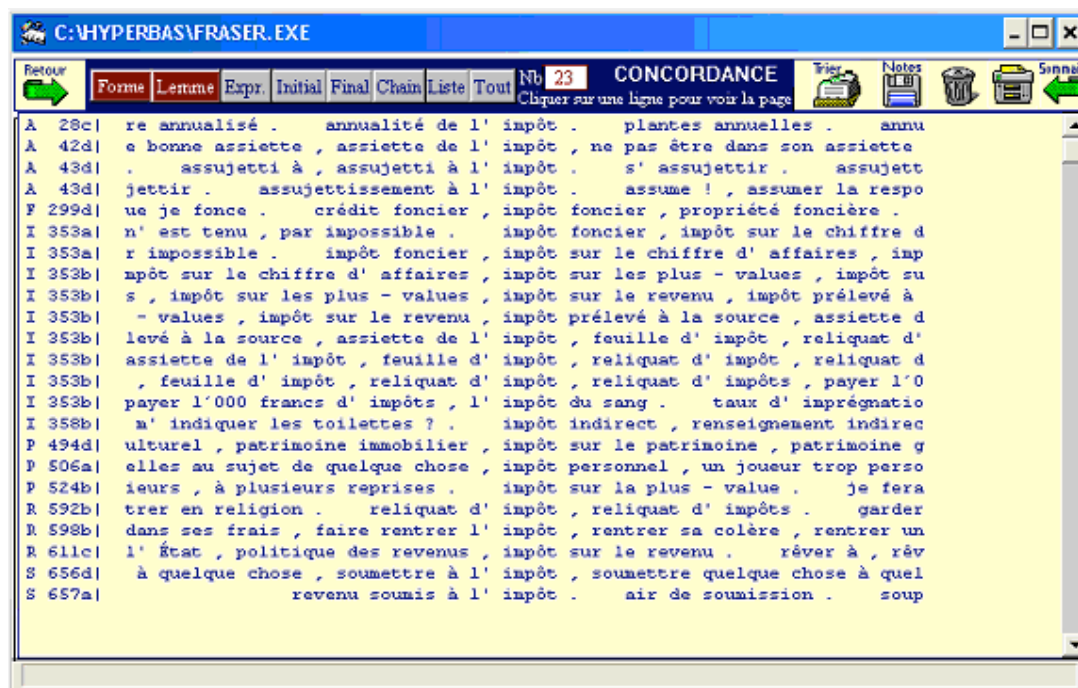 C:\HYPERBAS\FRASER.EXE
Retour
Forme Lemme Expr. Initial Final Chain Liste Tout
Nb 23 CONCORDANCE
Cliquer sur une ligne pour voir la page
Trier Notes
A 28c| re annualisé . annualité de l' impôt . plantes annuelles . annu
A 42d| e bonne assiette , assiette de l' impôt , ne pas être dans son assiette
A 43d| . assujetti à , assujetti à l' impôt . s' assujettir . assujett
A 43d| jettir . assujettissement à l' impôt . assume ! , assumer la respo
F 299d| ue je fonce . crédit foncier , impôt foncier , propriété foncière .
I 353a| n' est tenu , par impossible . impôt foncier , impôt sur le chiffre d
I 353a| r impossible . impôt foncier , impôt sur le chiffre d' affaires , imp
I 353b| mpôt sur le chiffre d' affaires , impôt sur les plus - values , impôt su
I 353b| s , impôt sur les plus - values , impôt sur le revenu , impôt prélevé à
I 353b| - values , impôt sur le revenu , impôt prélevé à la source , assiette d
I 353b| levé à la source , assiette de l' impôt , feuille d' impôt , reliquat d'
I 353b| assiette de l' impôt , feuille d' impôt , reliquat d' impôt , reliquat d
I 353b| , feuille d' impôt , reliquat d' impôt , reliquat d' impôts , payer l'0
I 353b| payer l'000 francs d' impôts , l' impôt du sang . taux d' imprégnatio
I 358b| m' indiquer les toilettes ? . impôt indirect , renseignement indirec
P 494d| ulturel , patrimoine immobilier , impôt sur le patrimoine , patrimoine g
P 506a| elles au sujet de quelque chose , impôt personnel , un joueur trop perso
P 524b| ieurs , à plusieurs reprises . impôt sur la plus - value . je fera
R 592b| trer en religion . reliquat d' impôt , reliquat d' impôts . garder
R 598b| dans ses frais , faire rentrer l' impôt , rentrer sa colère , rentrer un
R 611c| l' État , politique des revenus , impôt sur le revenu . rêver à , rêv
S 656d| à quelque chose , soumettre à l' impôt , soumettre quelque chose à quel
S 657a| revenu soumis à l' impôt . air de soumission . soup